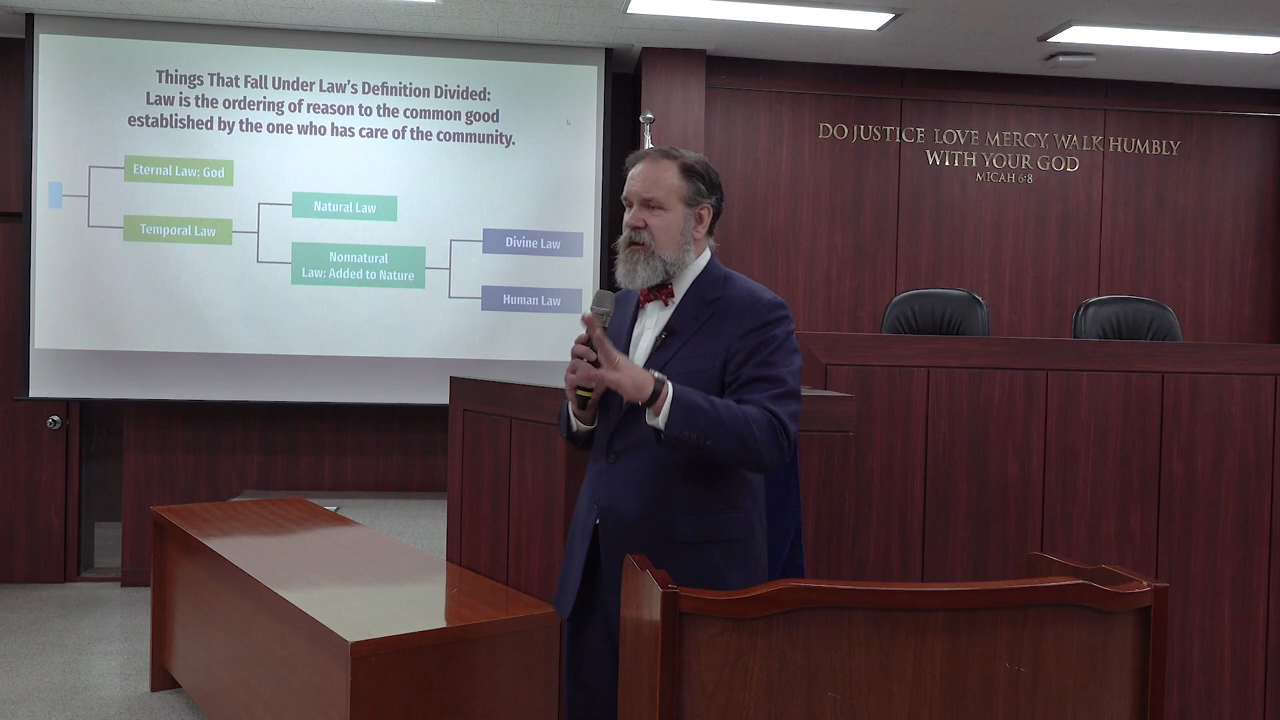 Things That Fall Under Law's Definition Divided:
Law is the ordering of reason to the common good
established by the one who has care of the community.
Eternal Law: God
Temporal Law
Natural Law
Nonnatural
Law: Added to Nature
Divine Law
Human Law
DO JUSTICE LOVE MERCY, WALK HUMBLY
WITH YOUR GOD
MICAH 6:8